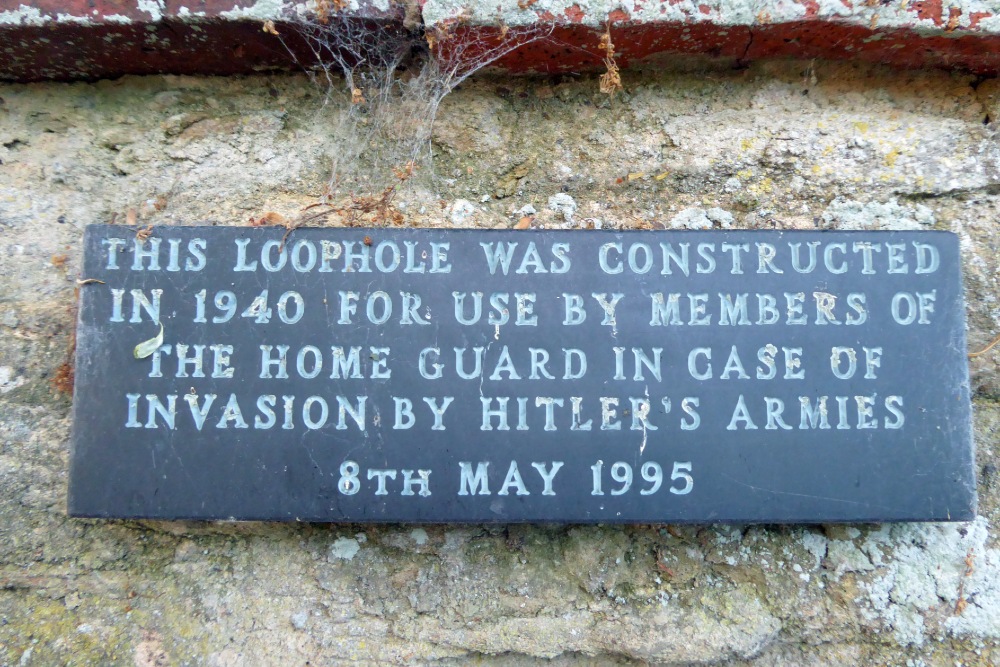 THIS LOOPHOLE WAS CONSTRUCTED
IN 1940 FOR USE BY MEMBERS OF
THE HOME GUARD IN CASE OF
INVASION BY HITLER'S ARMIES
8TH MAY 1995